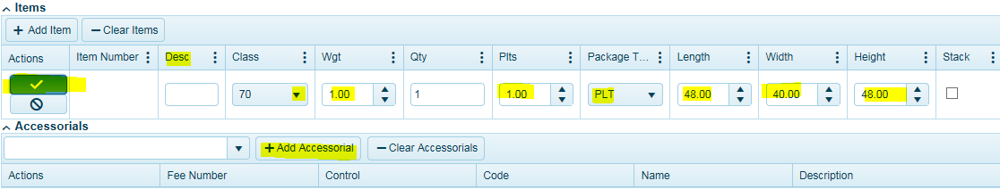 Items
+ Add Item — Clear Items
Actions Item Number Desc Class Wgt Qty Plts Package T... Length Width Height Stack
70 1.00 1 1.00 PLT 48.00 40.00 48.00
Accessorials
+ Add Accessorial — Clear Accessorials
Actions Fee Number Control Code Name Description